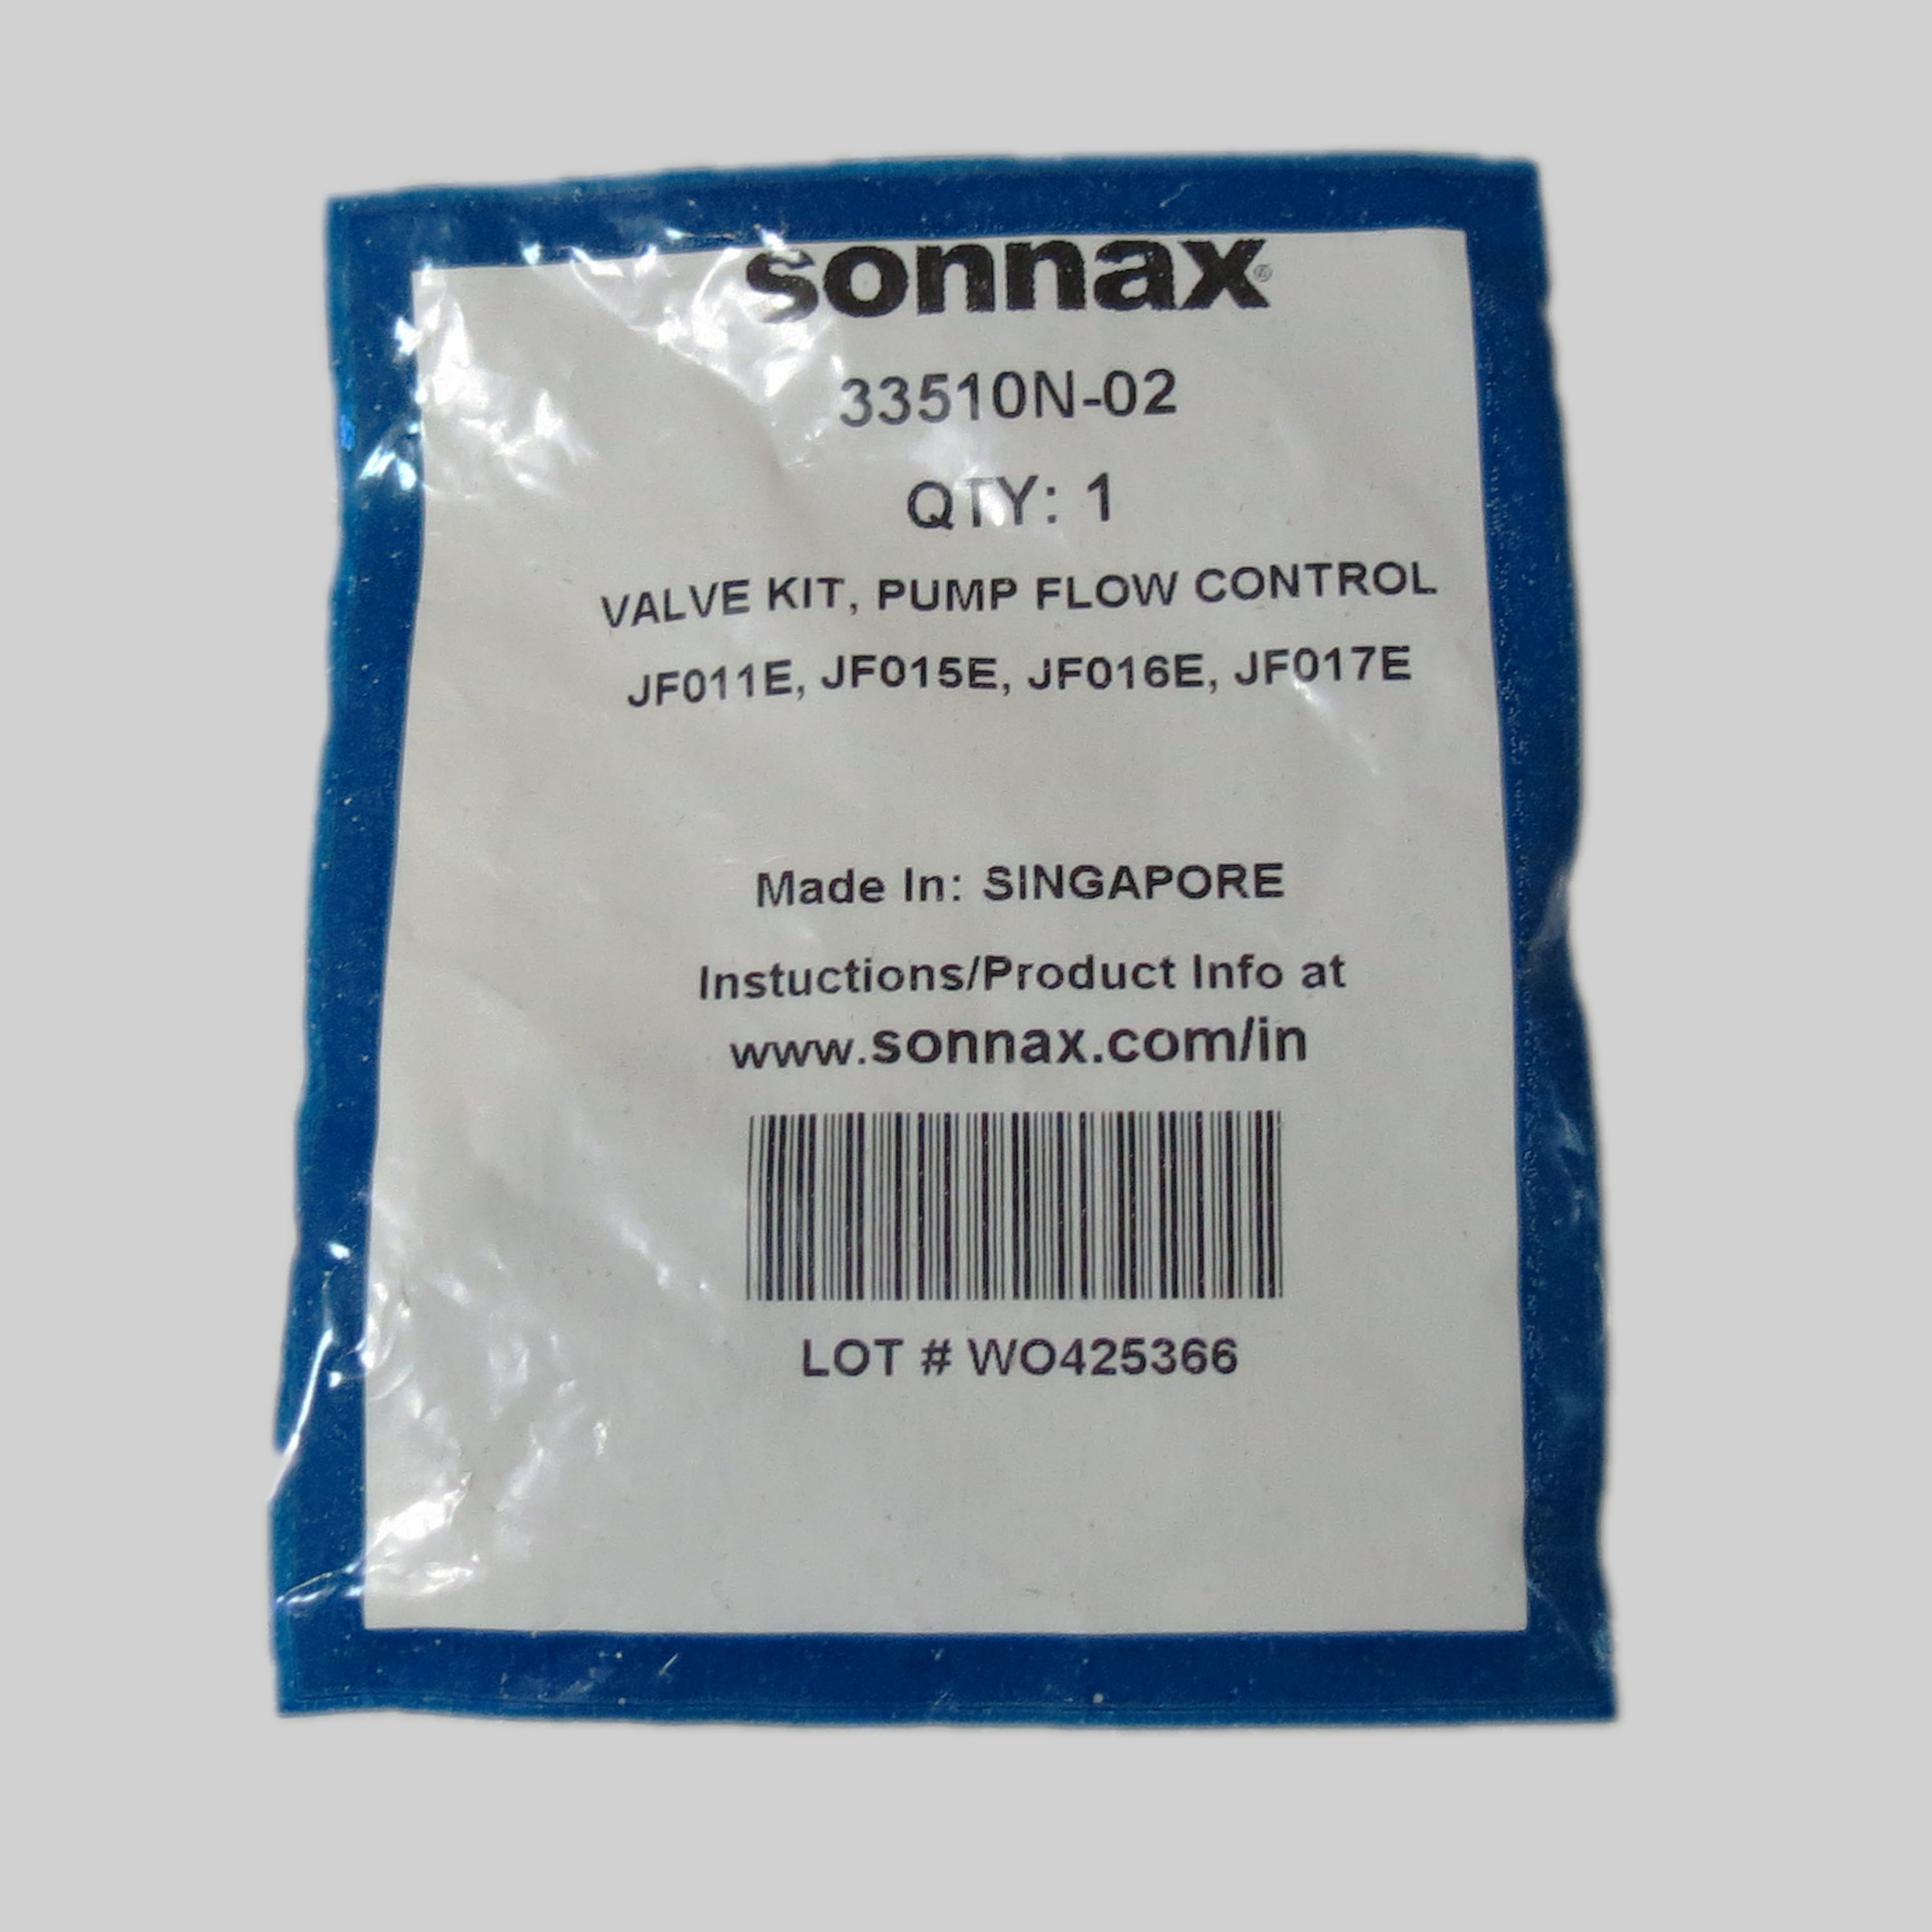 sonnax®
33510N-02
QTY: 1
VALVE KIT, PUMP FLOW CONTROL
JF011E, JF015E, JF016E, JF017E
Made In: SINGAPORE
Instuctions/Product Info at
www.sonnax.com/in
LOT # WO425366